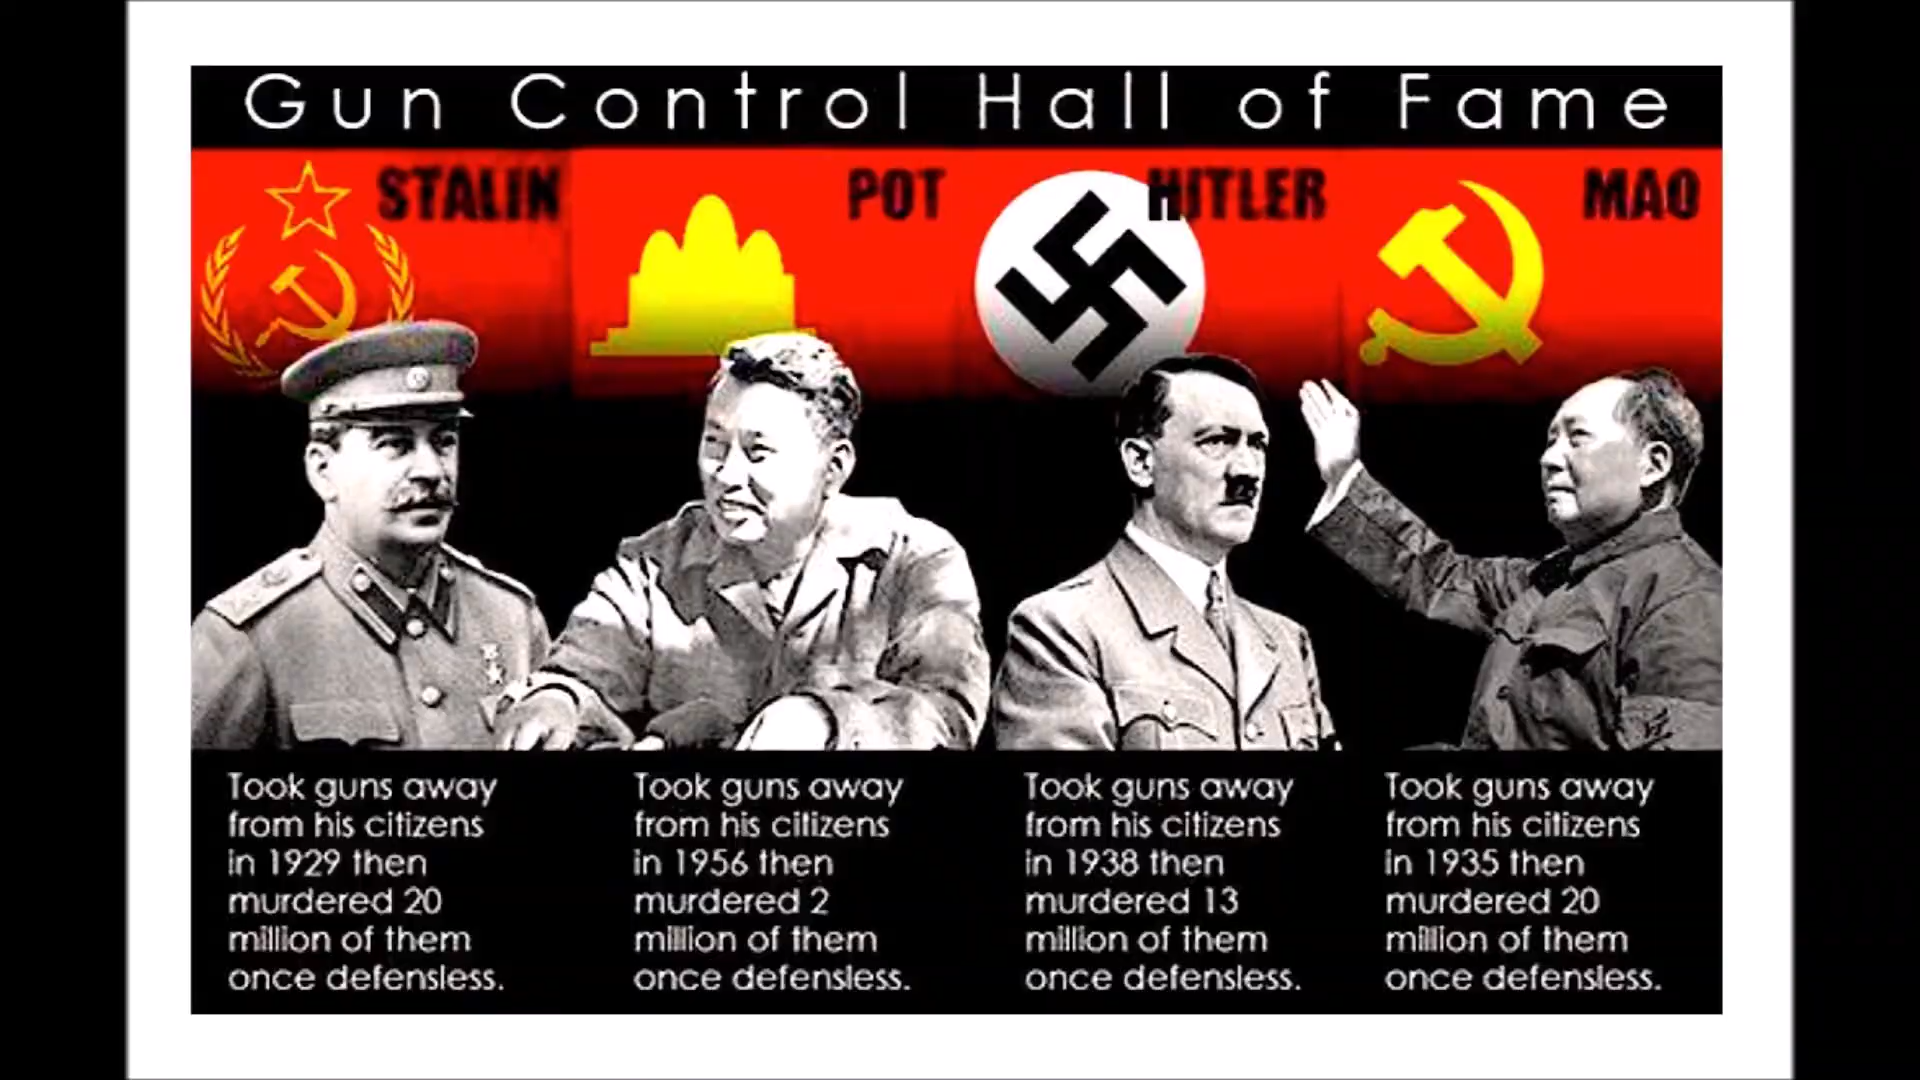 Gun Control Hall of Fame
STALIN
POT
HITLER
MAO
Took guns away
from his citizens
in 1929 then
murdered 20
million of them
once defensless.
Took guns away
from his citizens
in 1956 then
murdered 2
million of them
once defensless.
Took guns away
from his citizens
in 1938 then
murdered 13
million of them
once defensless.
Took guns away
from his citizens
in 1935 then
murdered 20
million of them
once defensless.